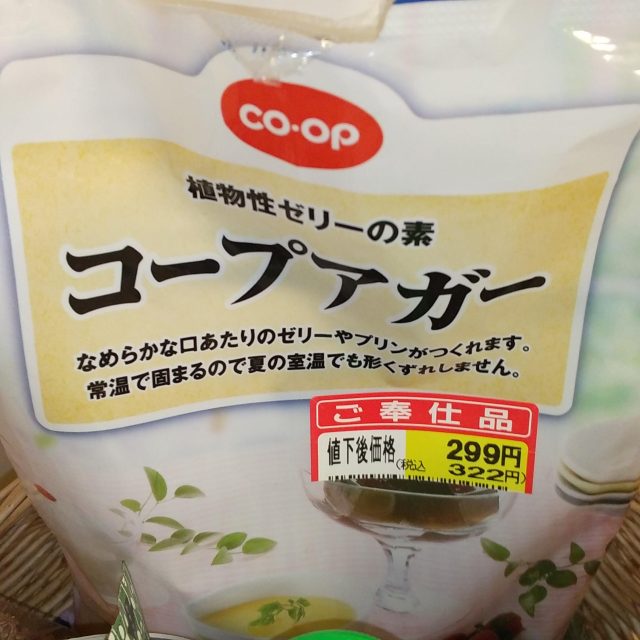 CO·OP
植物性ゼリーの素
コープアガー
なめらかな口あたりのゼリーやプリンがつくれます。
常温で固まるので夏の室温でも形くずれしません。
ご奉仕品
値下後価格 299円
(税込 322円)